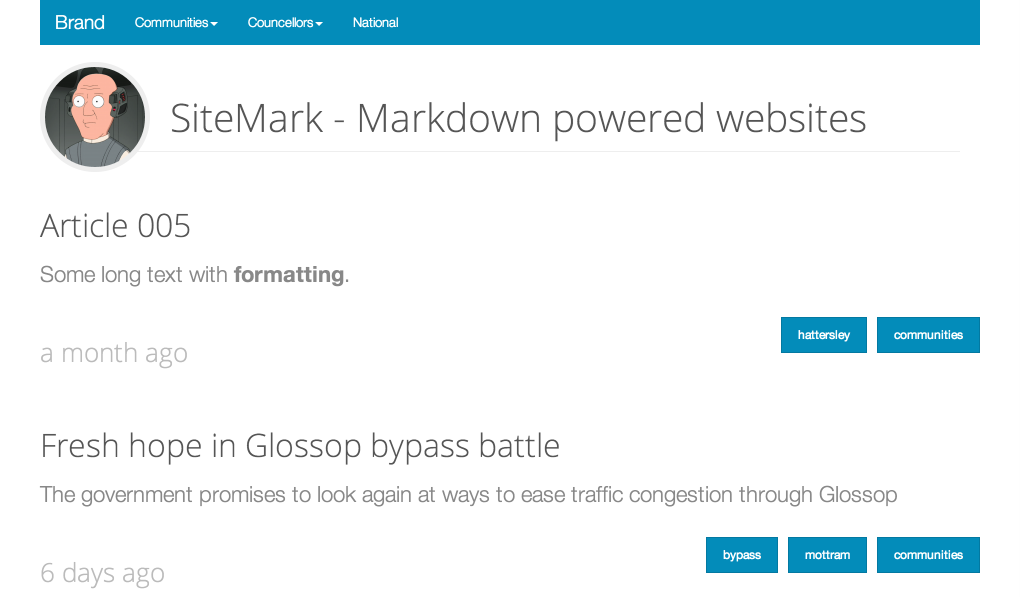 Brand Communities Councellors National
SiteMark - Markdown powered websites
Article 005
Some long text with formatting.
hattersley communities
a month ago
Fresh hope in Glossop bypass battle
The government promises to look again at ways to ease traffic congestion through Glossop
bypass mottram communities
6 days ago